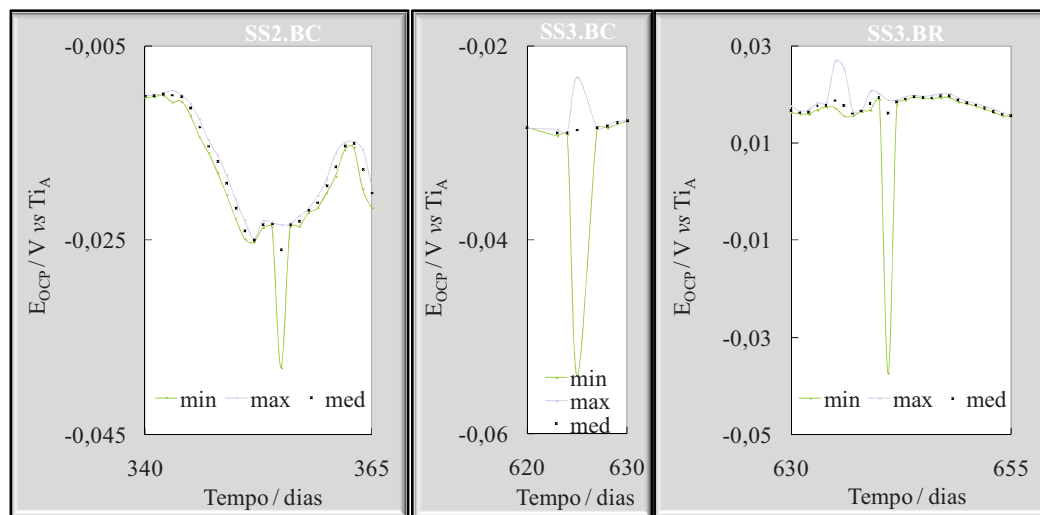 SS2.BC
-0,005
-0,025
-0,045
340
365
E_OCP / V vs Ti_A
Tempo / dias
min max med
SS3.BC
-0,02
-0,04
-0,06
620
630
E_OCP / V vs Ti_A
Tempo / dias
min
max
med
SS3.BR
0,03
0,01
-0,01
-0,03
-0,05
630
655
E_OCP / V vs Ti_A
Tempo / dias
min max med